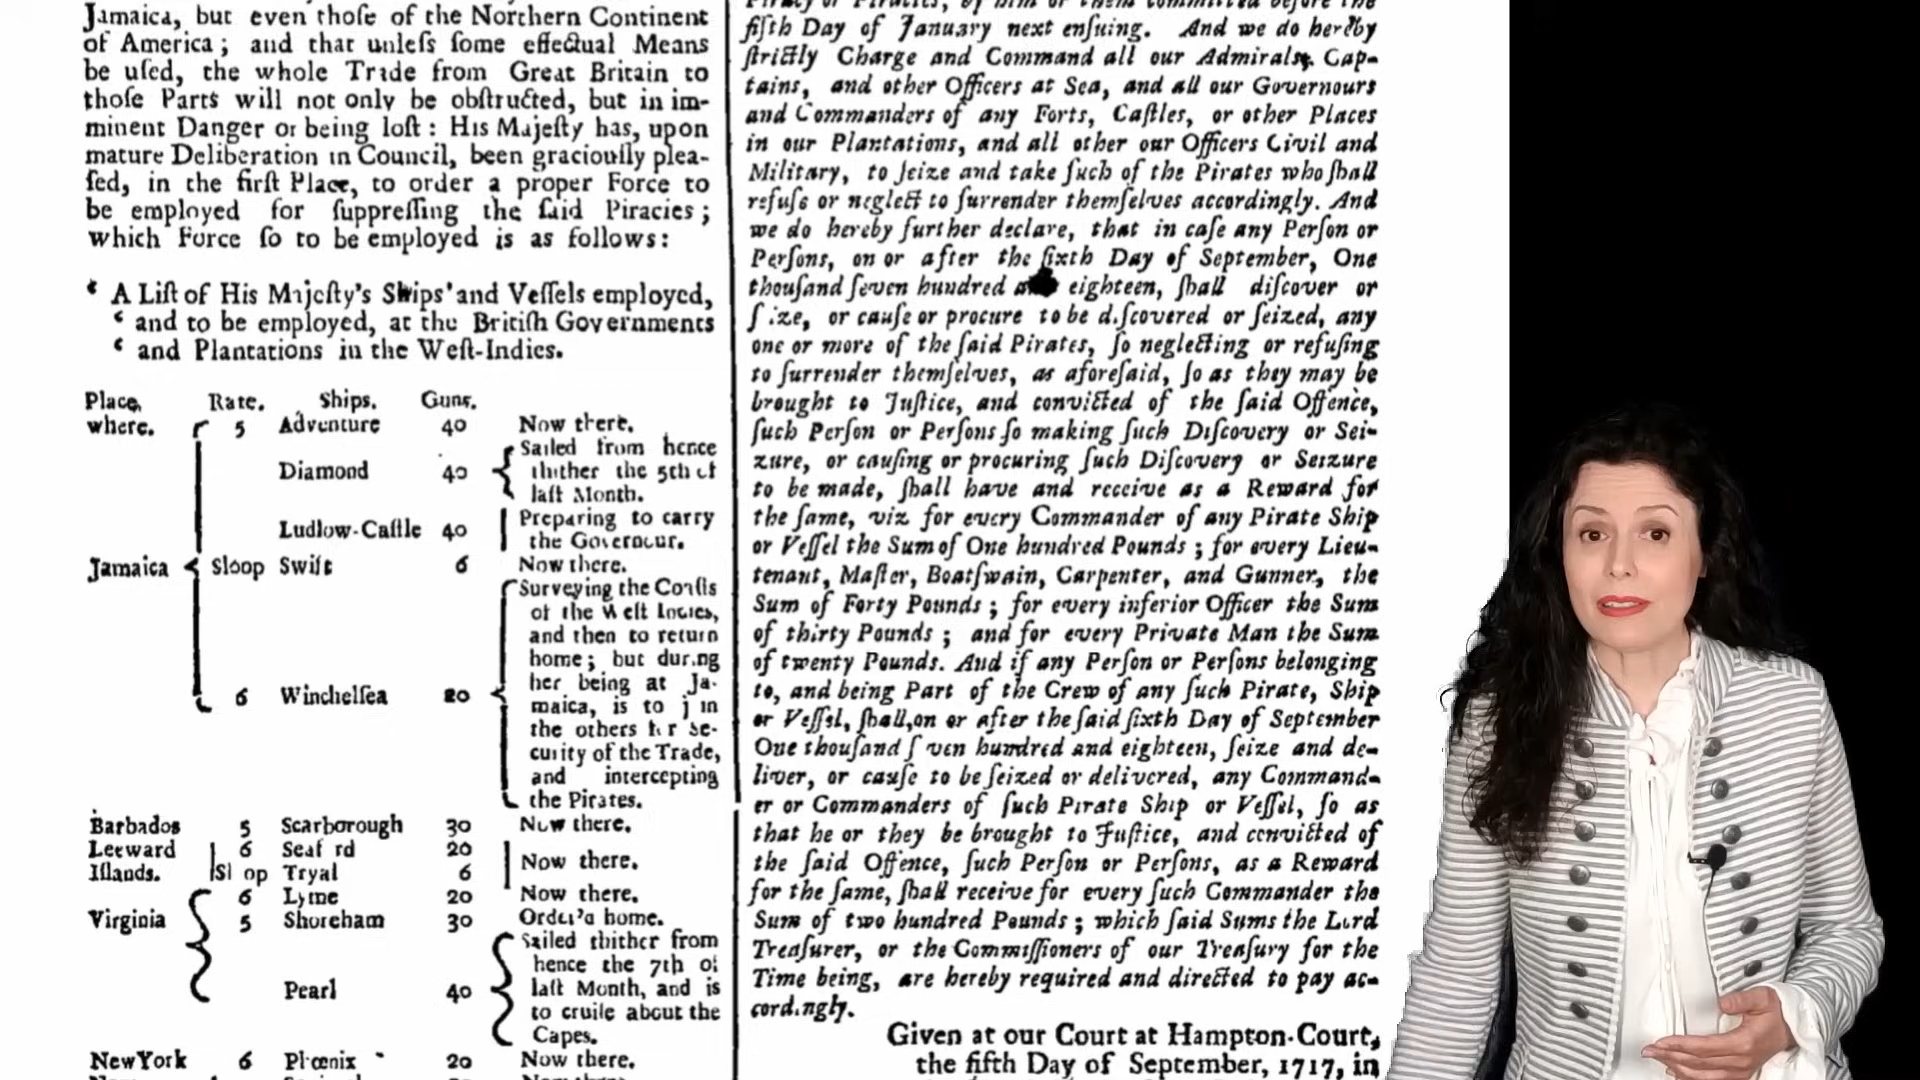 Jamaica, but even thoſe of the Northern Continent
of America; and that unleſs ſome effectual Means
be uſed, the whole Trade from Great Britain to
thoſe Parts will not only be obſtructed, but in im-
minent Danger of being loſt: His Majeſty has, upon
mature Deliberation in Council, been graciouſly plea-
ſed, in the firſt Place, to order a proper Force to
be employed for ſuppreſſing the ſaid Piracies;
which Force ſo to be employed is as follows:
‘ A Liſt of His Majeſty's Ships and Veſſels employed,
‘ and to be employed, at the Britiſh Governments
‘ and Plantations in the Weſt-Indies.
Place where. Rate. Ships. Guns.
5 Adventure 40 Now there.
Diamond 40 Sailed from hence
thither the 5th of
laſt Month.
Ludlow-Caſtle 40 Preparing to carry
the Governour.
Jamaica Sloop Swift 6 Now there.
6 Winchelſea 20 Surveying the Coaſts
of the Weſt Indies,
and then to return
home; but during
her being at Ja-
maica, is to join
the others for Se-
curity of the Trade,
and intercepting
the Pirates.
Barbados 5 Scarborough 30 Now there.
Leeward 6 Seaford 20
Iſlands. Sloop Tryal 6 Now there.
6 Lyme 20 Now there.
Virginia 5 Shoreham 30 Order'd home.
Pearl 40 Sailed thither from
hence the 7th of
laſt Month, and is
to cruiſe about the
Capes.
NewYork 6 Phœnix 20 Now there.
Piracy or Piracies, by him or them committed before the
fifth Day of January next enſuing. And we do hereby
ſtrictly Charge and Command all our Admirals, Cap-
tains, and other Officers at Sea, and all our Governours
and Commanders of any Forts, Caſtles, or other Places
in our Plantations, and all other our Officers Civil and
Military, to ſeize and take ſuch of the Pirates who ſhall
refuſe or neglect to ſurrender themſelves accordingly. And
we do hereby further declare, that in caſe any Perſon or
Perſons, on or after the ſixth Day of September, One
thouſand ſeven hundred and eighteen, ſhall diſcover or
ſeize, or cauſe or procure to be diſcovered or ſeized, any
one or more of the ſaid Pirates, ſo neglecting or refuſing
to ſurrender themſelves, as aforeſaid, ſo as they may be
brought to Juſtice, and convicted of the ſaid Offence,
ſuch Perſon or Perſons ſo making ſuch Diſcovery or Sei-
zure, or cauſing or procuring ſuch Diſcovery or Seizure
to be made, ſhall have and receive as a Reward for
the ſame, viz for every Commander of any Pirate Ship
or Veſſel the Sum of One hundred Pounds; for every Lieu-
tenant, Maſter, Boatſwain, Carpenter, and Gunner, the
Sum of Forty Pounds; for every inferior Officer the Sum
of thirty Pounds; and for every Private Man the Sum
of twenty Pounds. And if any Perſon or Perſons belonging
to, and being Part of the Crew of any ſuch Pirate, Ship
or Veſſel, ſhall, on or after the ſaid ſixth Day of September
One thouſand ſeven hundred and eighteen, ſeize and de-
liver, or cauſe to be ſeized or delivered, any Command-
er or Commanders of ſuch Pirate Ship or Veſſel, ſo as
that he or they be brought to Juſtice, and convicted of
the ſaid Offence, ſuch Perſon or Perſons, as a Reward
for the ſame, ſhall receive for every ſuch Commander the
Sum of two hundred Pounds; which ſaid Sums the Lord
Treaſurer, or the Commiſſioners of our Treaſury for the
Time being, are hereby required and directed to pay ac-
cordingly.
Given at our Court at Hampton-Court,
the fifth Day of September, 1717, in